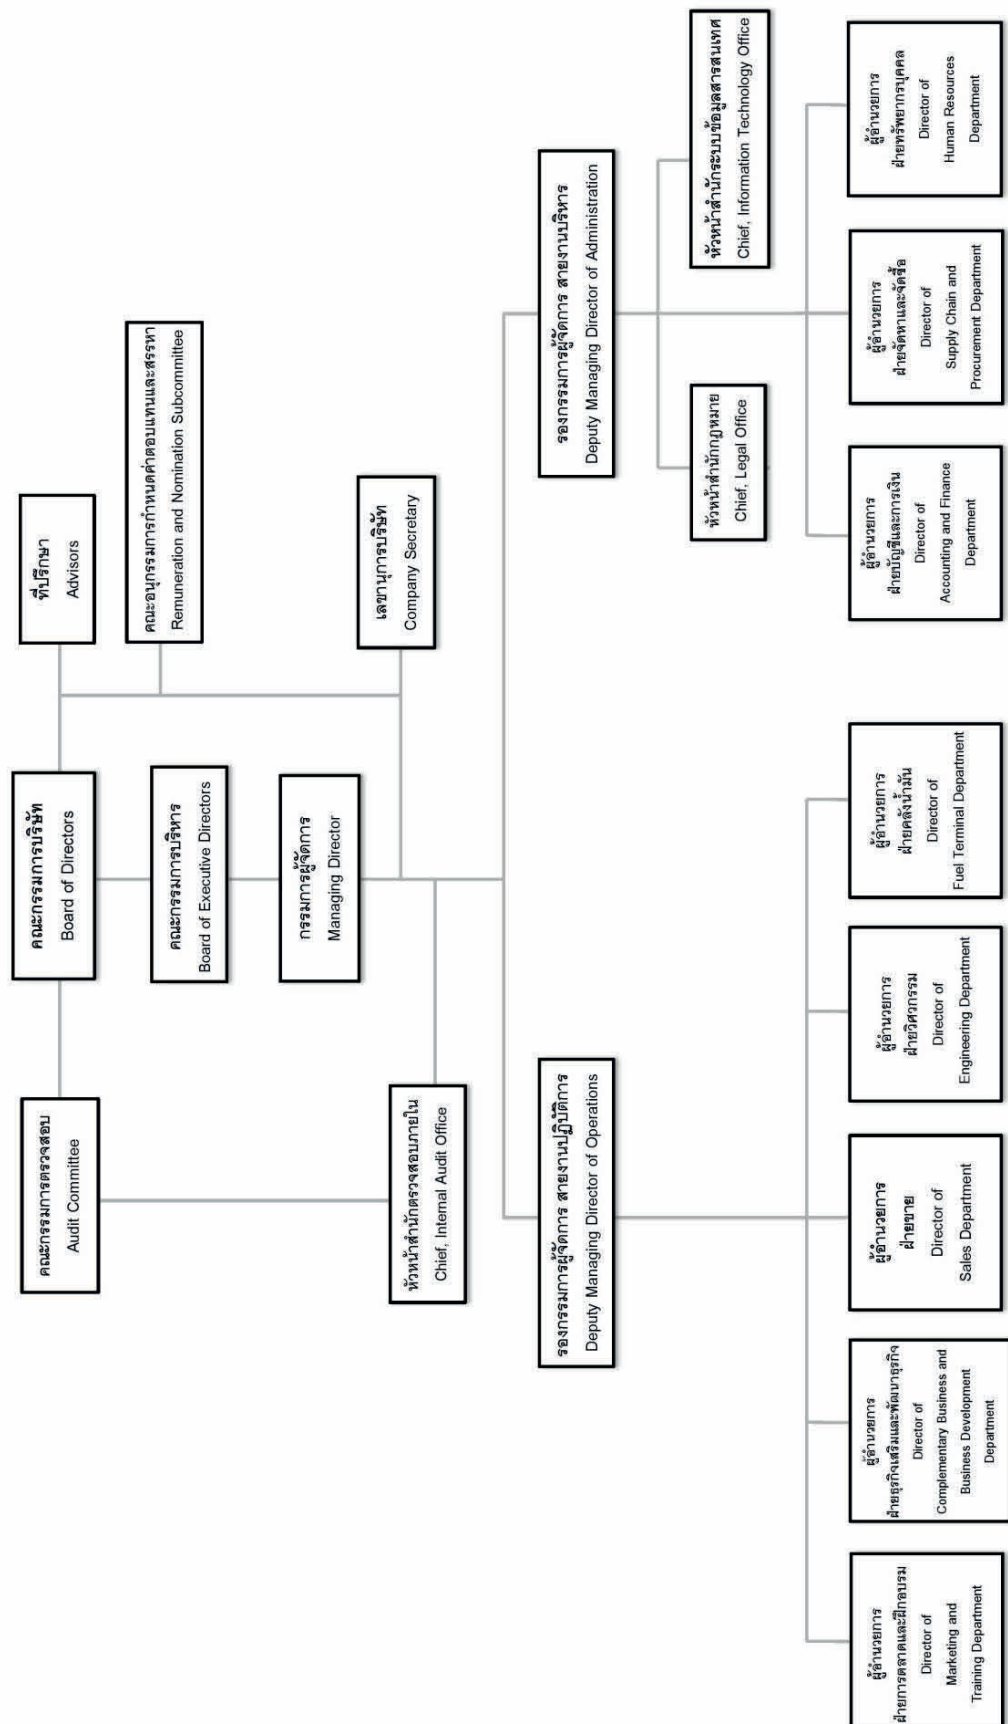 คณะกรรมการบริษัท
Board of Directors
คณะกรรมการตรวจสอบ
Audit Committee
ที่ปรึกษา
Advisors
คณะอนุกรรมการกำหนดค่าตอบแทนและสรรหา
Remuneration and Nomination Subcommittee
คณะกรรมการบริหาร
Board of Executive Directors
กรรมการผู้จัดการ
Managing Director
เลขานุการบริษัท
Company Secretary
หัวหน้าสำนักตรวจสอบภายใน
Chief, Internal Audit Office
รองกรรมการผู้จัดการ สายงานปฏิบัติการ
Deputy Managing Director of Operations
รองกรรมการผู้จัดการ สายงานบริหาร
Deputy Managing Director of Administration
หัวหน้าสำนักกฎหมาย
Chief, Legal Office
หัวหน้าสำนักระบบข้อมูลสารสนเทศ
Chief, Information Technology Office
ผู้อำนวยการ
ฝ่ายการตลาดและฝึกอบรม
Director of
Marketing and
Training Department
ผู้อำนวยการ
ฝ่ายธุรกิจเสริมและพัฒนาธุรกิจ
Director of
Complementary Business and
Business Development
Department
ผู้อำนวยการ
ฝ่ายขาย
Director of
Sales Department
ผู้อำนวยการ
ฝ่ายวิศวกรรม
Director of
Engineering Department
ผู้อำนวยการ
ฝ่ายคลังน้ำมัน
Director of
Fuel Terminal Department
ผู้อำนวยการ
ฝ่ายบัญชีและการเงิน
Director of
Accounting and Finance
Department
ผู้อำนวยการ
ฝ่ายจัดหาและจัดซื้อ
Director of
Supply Chain and
Procurement Department
ผู้อำนวยการ
ฝ่ายทรัพยากรบุคคล
Director of
Human Resources
Department